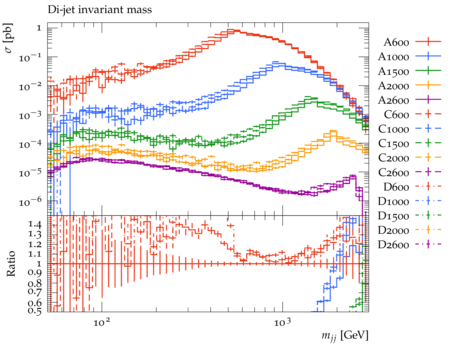 Di-jet invariant mass
σ [pb]
1
10⁻¹
10⁻²
10⁻³
10⁻⁴
10⁻⁵
10⁻⁶
A600
A1000
A1500
A2000
A2600
C600
C1000
C1500
C2000
C2600
D600
D1000
D1500
D2000
D2600
Ratio
1.4
1.3
1.2
1.1
1
0.9
0.8
0.7
0.6
0.5
10²
10³
m_jj [GeV]